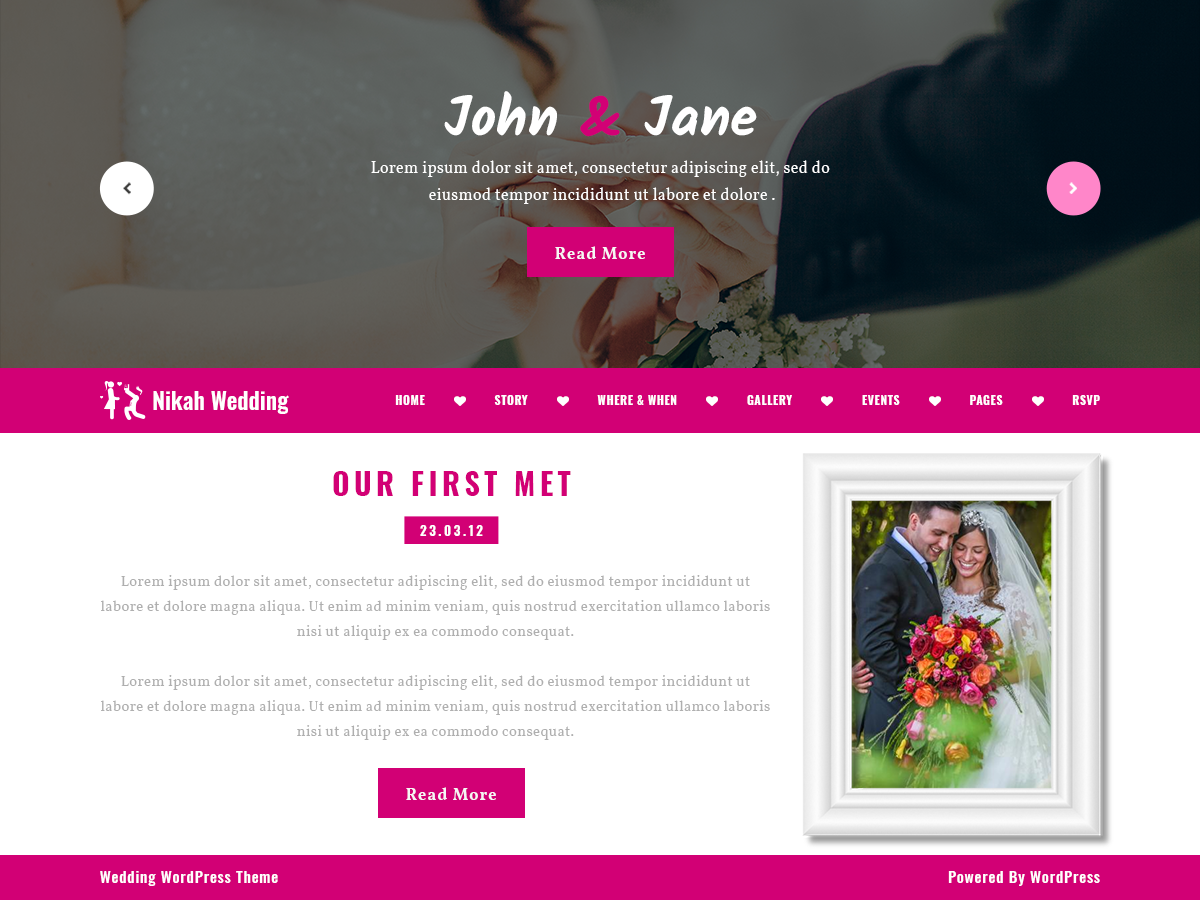 John & Jane
Lorem ipsum dolor sit amet, consectetur adipiscing elit, sed do
eiusmod tempor incididunt ut labore et dolore .
Read More
Nikah Wedding
HOME STORY WHERE & WHEN GALLERY EVENTS PAGES RSVP
OUR FIRST MET
23.03.12
Lorem ipsum dolor sit amet, consectetur adipiscing elit, sed do eiusmod tempor incididunt ut
labore et dolore magna aliqua. Ut enim ad minim veniam, quis nostrud exercitation ullamco laboris
nisi ut aliquip ex ea commodo consequat.
Lorem ipsum dolor sit amet, consectetur adipiscing elit, sed do eiusmod tempor incididunt ut
labore et dolore magna aliqua. Ut enim ad minim veniam, quis nostrud exercitation ullamco laboris
nisi ut aliquip ex ea commodo consequat.
Read More
Wedding WordPress Theme
Powered By WordPress